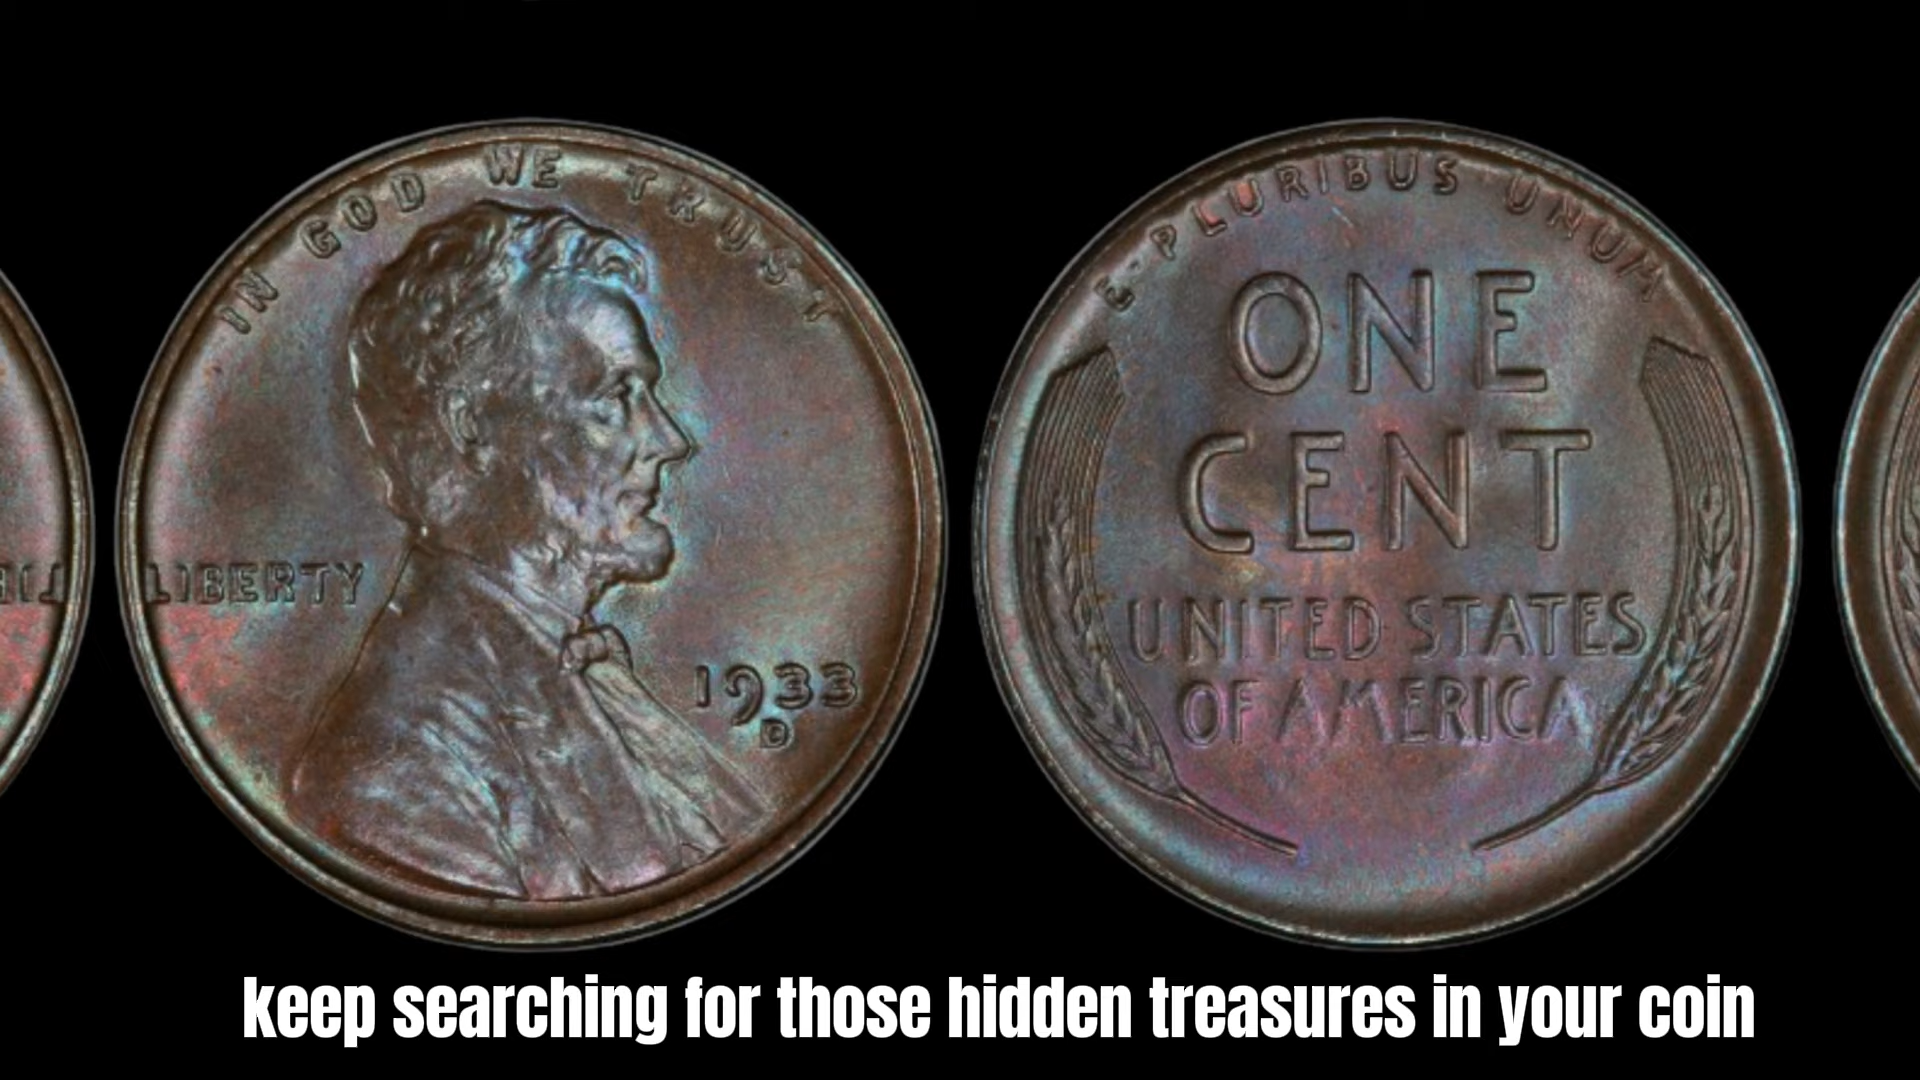 IN GOD WE TRUST
LIBERTY
1933
D
E·PLURIBUS UNUM
ONE
CENT
UNITED STATES
OF AMERICA
keep searching for those hidden treasures in your coin